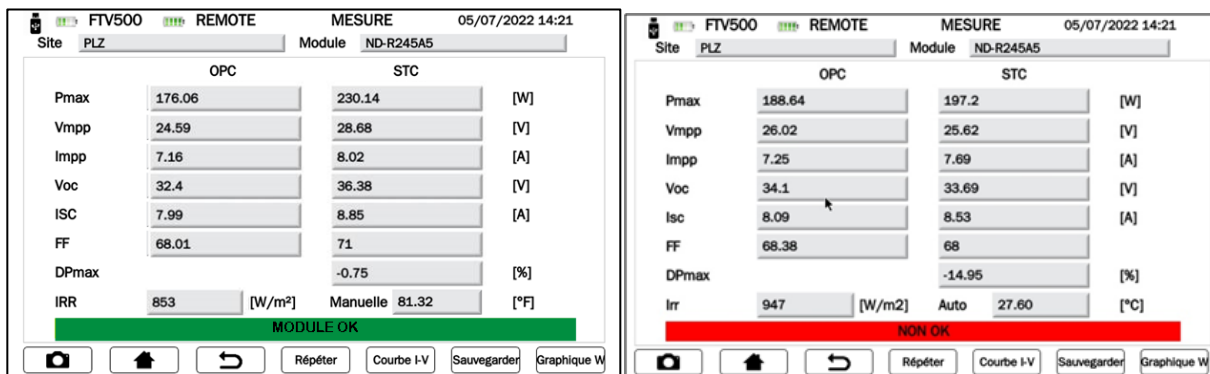 FTV500 REMOTE MESURE 05/07/2022 14:21
Site PLZ Module ND-R245A5
OPC STC
Pmax 176.06 230.14 [W]
Vmpp 24.59 28.68 [V]
Impp 7.16 8.02 [A]
Voc 32.4 36.38 [V]
ISC 7.99 8.85 [A]
FF 68.01 71
DPmax -0.75 [%]
IRR 853 [W/m²] Manuelle 81.32 [°F]
MODULE OK
Répéter Courbe I-V Sauvegarder Graphique W
FTV500 REMOTE MESURE 05/07/2022 14:21
Site PLZ Module ND-R245A5
OPC STC
Pmax 188.64 197.2 [W]
Vmpp 26.02 25.62 [V]
Impp 7.25 7.69 [A]
Voc 34.1 33.69 [V]
Isc 8.09 8.53 [A]
FF 68.38 68
DPmax -14.95 [%]
Irr 947 [W/m2] Auto 27.60 [°C]
NON OK
Répéter Courbe I-V Sauvegarder Graphique W